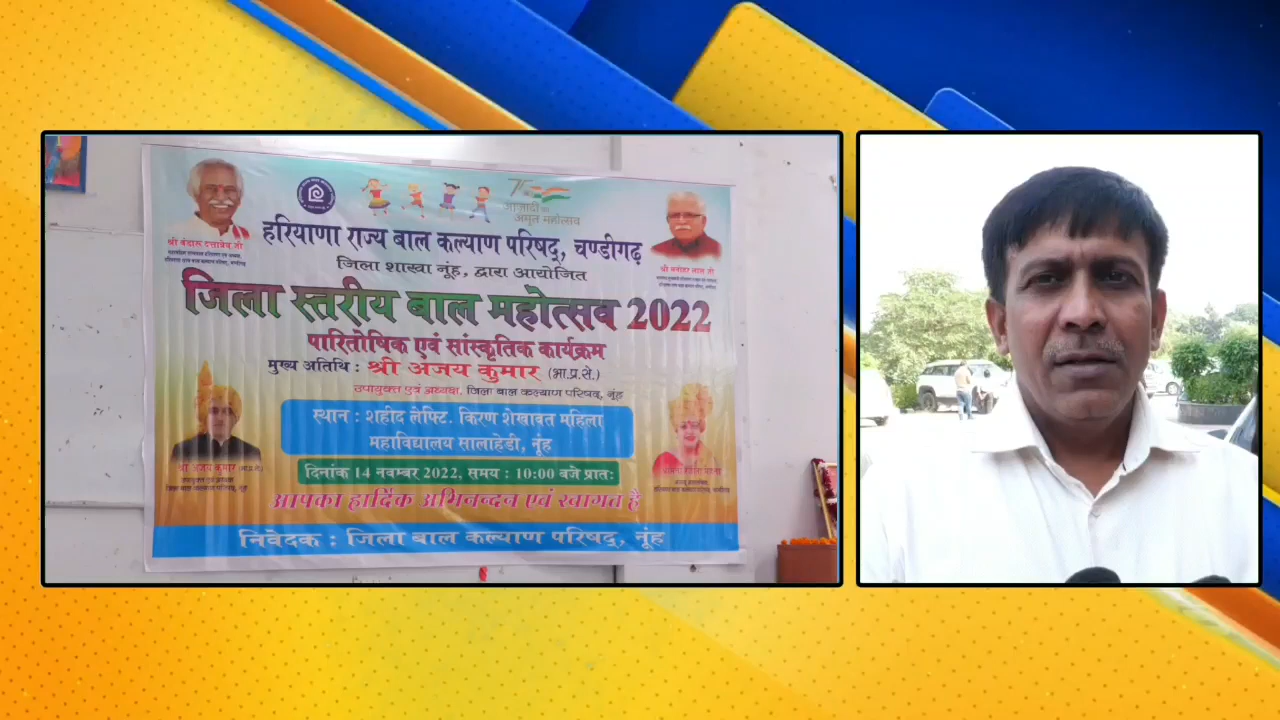 आज़ादी का
अमृत महोत्सव
श्री बंडारू दत्तात्रेय जी
श्री मनोहर लाल जी
हरियाणा राज्य बाल कल्याण परिषद्, चण्डीगढ़
जिला शाखा नूंह, द्वारा आयोजित
जिला स्तरीय बाल महोत्सव 2022
पारितोषिक एवं सांस्कृतिक कार्यक्रम
मुख्य अतिथि : श्री अजय कुमार (भा.प्र.से.)
उपायुक्त एवं अध्यक्ष, जिला बाल कल्याण परिषद्, नूंह
स्थान : शहीद लेफ्टि. किरण शेखावत महिला
महाविद्यालय सालाहेडी, नूंह
श्री अजय कुमार (भा.प्र.से.)
दिनांक 14 नवम्बर 2022, समय : 10:00 बजे प्रातः
आपका हार्दिक अभिनन्दन एवं स्वागत है
निवेदक : जिला बाल कल्याण परिषद्, नूंह